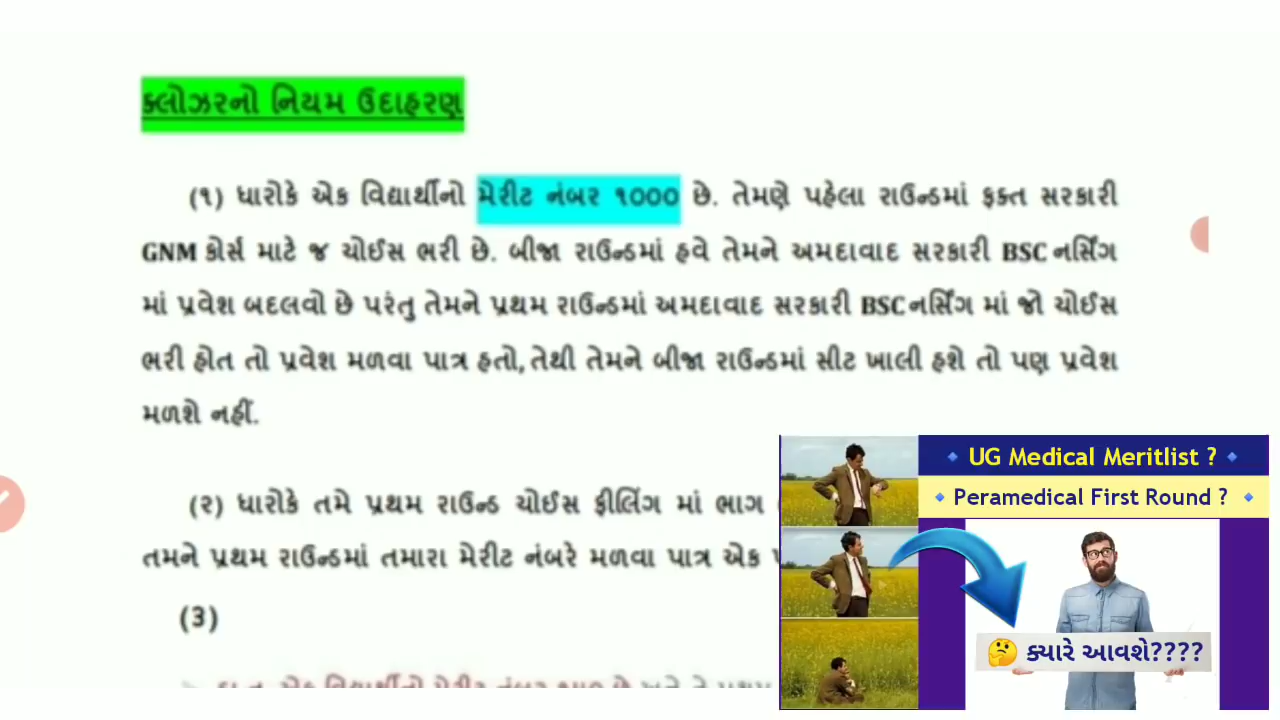 ક્લોઝરનો નિયમ ઉદાહરણ
(૧) ધારોકે એક વિદ્યાર્થીનો મેરીટ નંબર ૧૦૦૦ છે. તેમણે પહેલા રાઉન્ડમાં ફક્ત સરકારી
GNM કોર્સ માટે જ ચોઈસ ભરી છે. બીજા રાઉન્ડમાં હવે તેમને અમદાવાદ સરકારી BSC નર્સિંગ
માં પ્રવેશ બદલવો છે પરંતુ તેમને પ્રથમ રાઉન્ડમાં અમદાવાદ સરકારી BSC નર્સિંગ માં જો ચોઈસ
ભરી હોત તો પ્રવેશ મળવા પાત્ર હતો, તેથી તેમને બીજા રાઉન્ડમાં સીટ ખાલી હશે તો પણ પ્રવેશ
મળશે નહીં.
(૨) ધારોકે તમે પ્રથમ રાઉન્ડ ચોઈસ ફીલિંગ માં ભાગ
તમને પ્રથમ રાઉન્ડમાં તમારા મેરીટ નંબરે મળવા પાત્ર એક
(3)
UG Medical Meritlist ?
Peramedical First Round ?
🤔 ક્યારે આવશે????